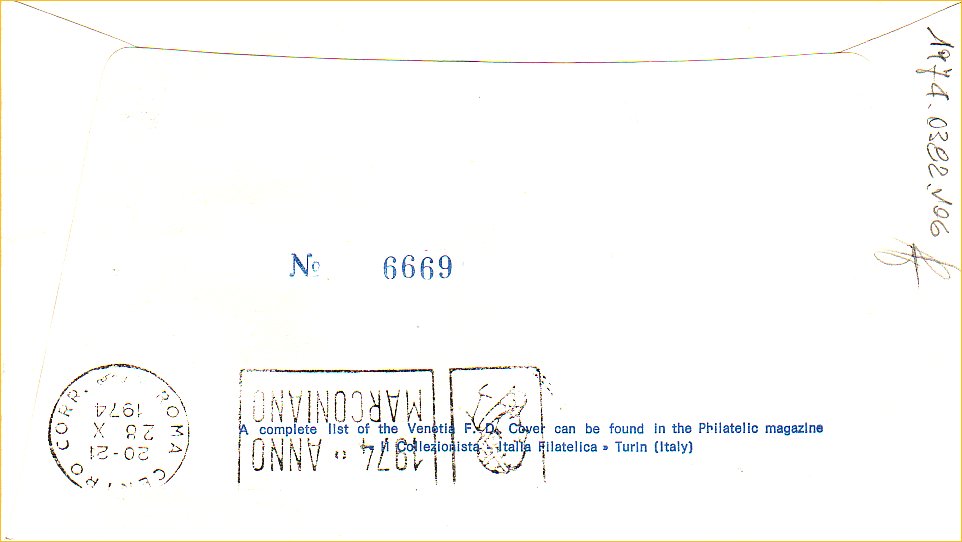 1974.0382.N06
Nº 6669
ROMA CENTRO CORR.
20-21
28 X
1974
1974 « ANNO
MARCONIANO
A complete list of the Venetia F. D. Cover can be found in the Philatelic magazine
« Il Collezionista - Italia Filatelica » Turin (Italy)